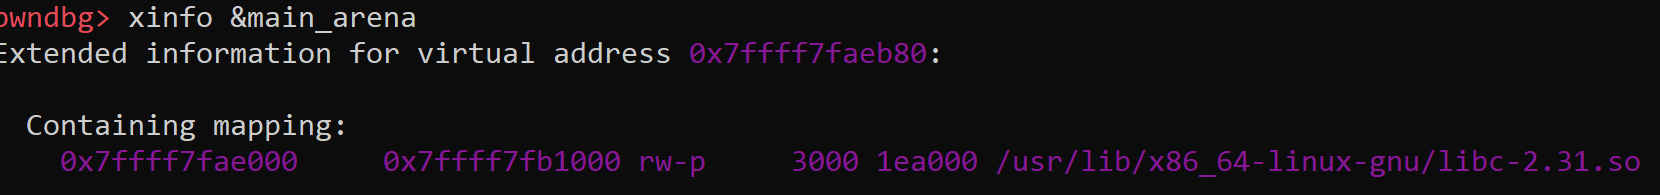 pwndbg> xinfo &main_arena
Extended information for virtual address 0x7ffff7faeb80:
Containing mapping:
0x7ffff7fae000 0x7ffff7fb1000 rw-p 3000 1ea000 /usr/lib/x86_64-linux-gnu/libc-2.31.so